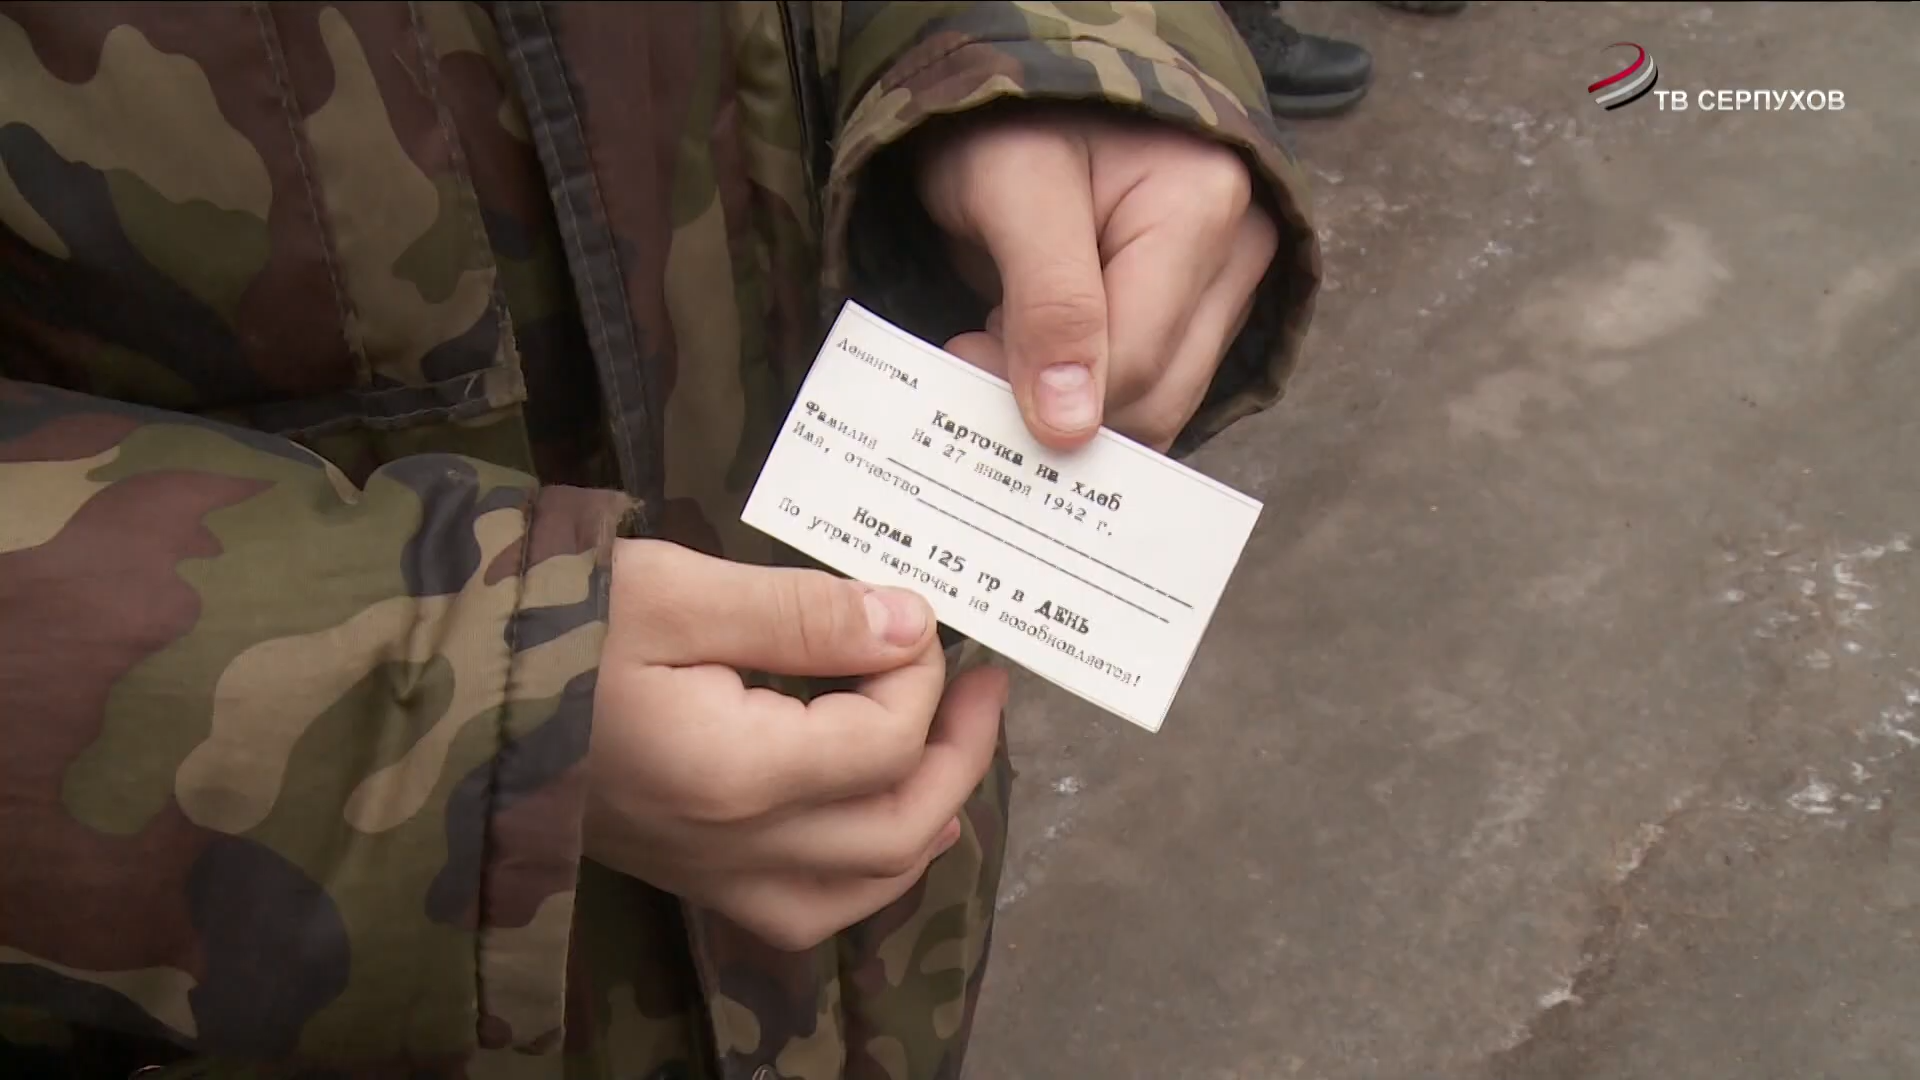 ТВ СЕРПУХОВ
Ленинград
Карточка на хлеб
на 27 января 1942 г.
Фамилия
Имя, отчество
Норма 125 гр в ДЕНЬ
По утрате карточка не возобновляется!